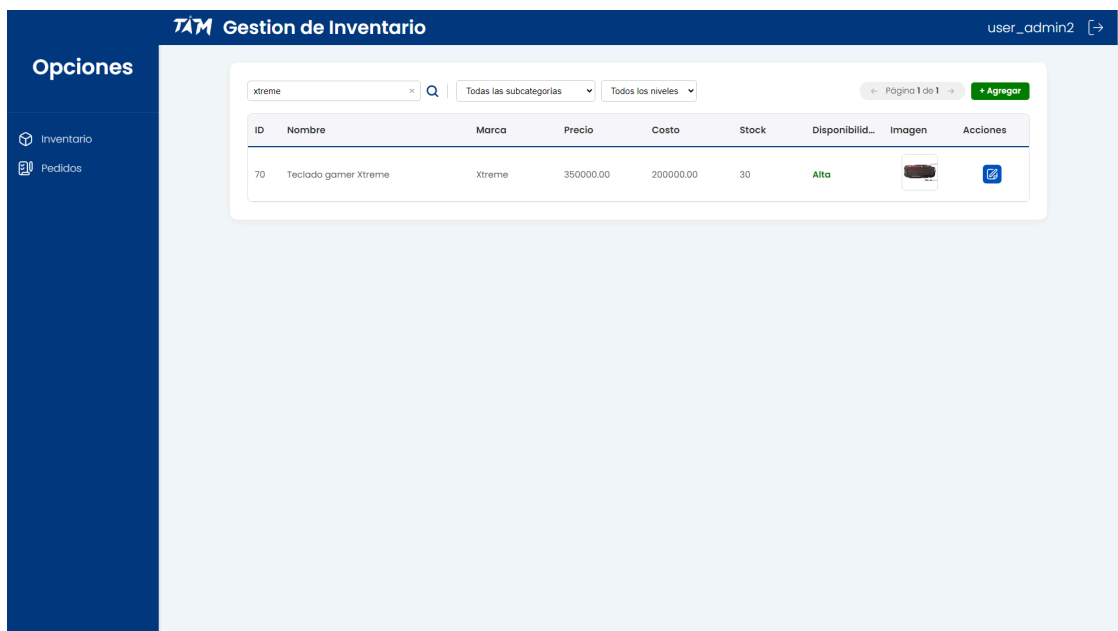 TAM Gestion de Inventario
user_admin2
Opciones
Inventario
Pedidos
xtreme × Todas las subcategorías Todos los niveles ← Página 1 de 1 → + Agregar
ID Nombre Marca Precio Costo Stock Disponibilid... Imagen Acciones
70 Teclado gamer Xtreme Xtreme 350000.00 200000.00 30 Alta